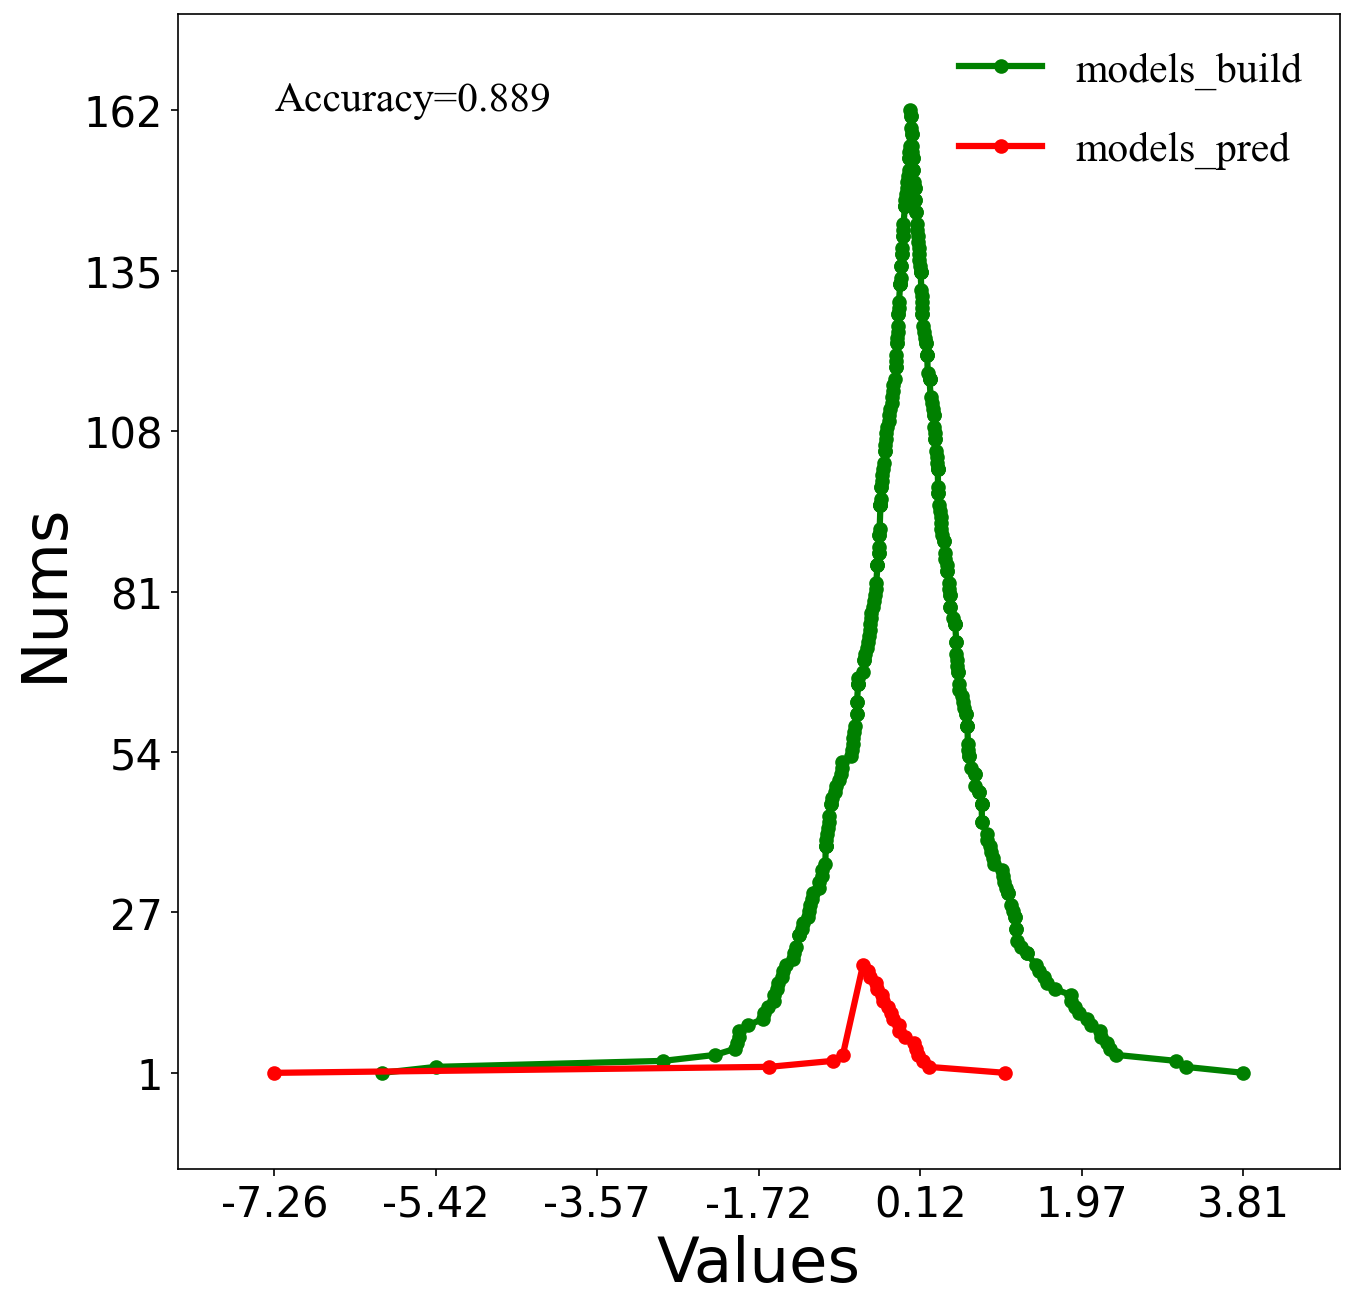 Accuracy=0.889
models_build
models_pred
162
135
108
81
54
27
1
Nums
-7.26 -5.42 -3.57 -1.72 0.12 1.97 3.81
Values